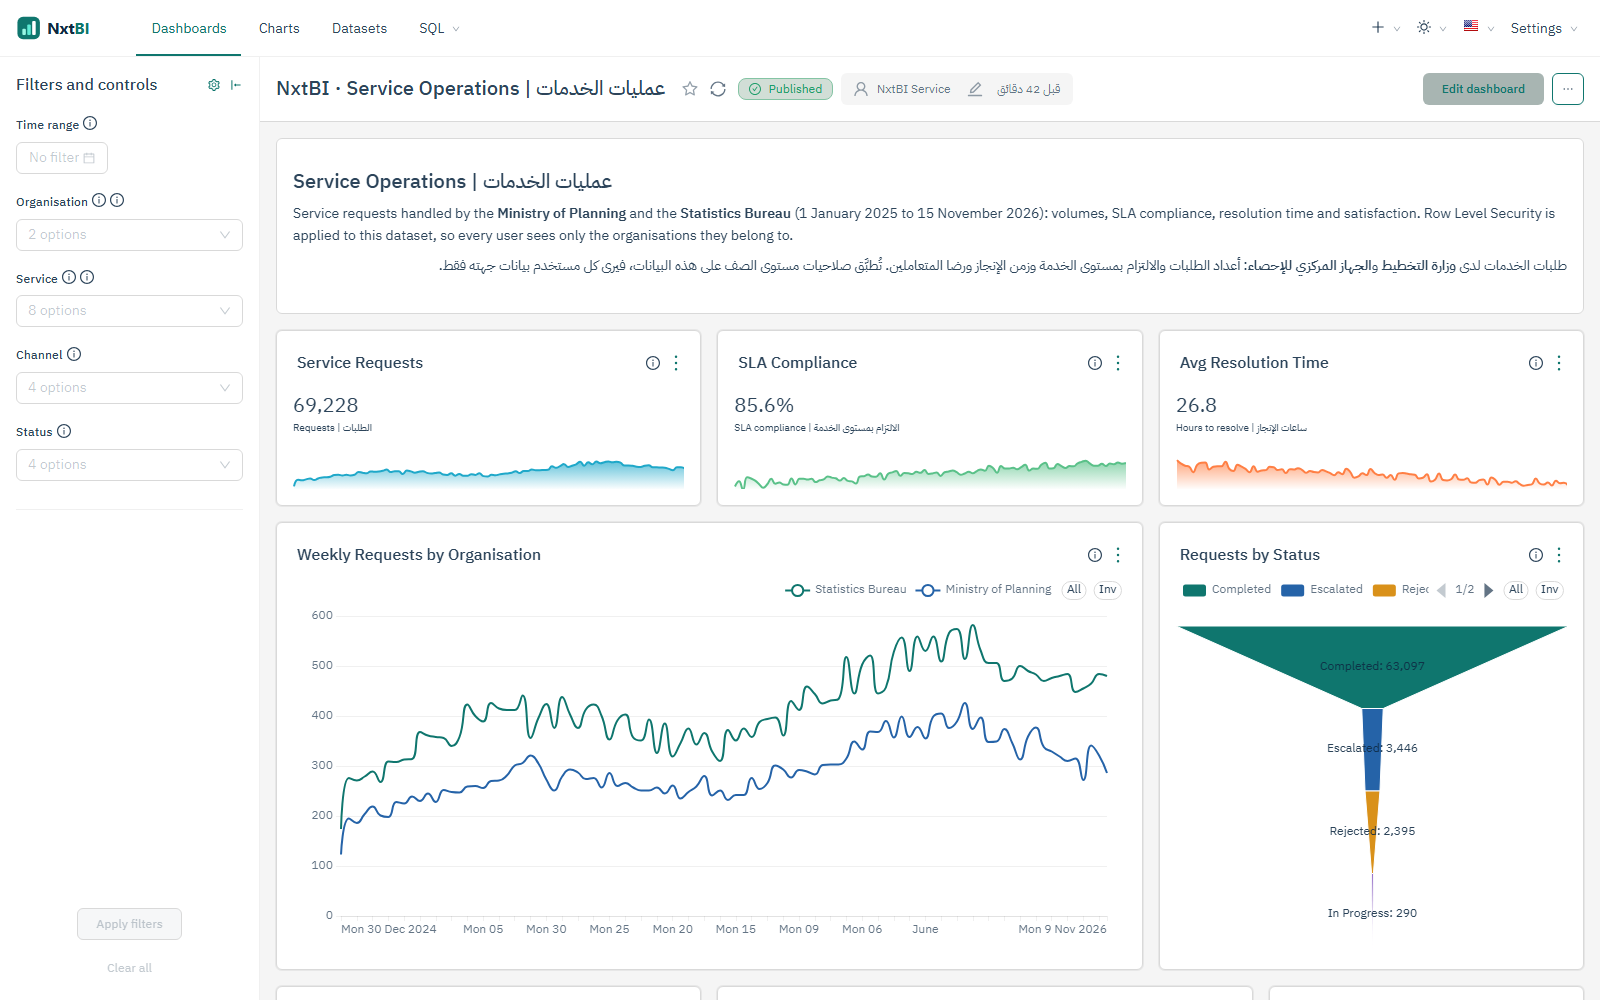 NxtBI
Dashboards
Charts
Datasets
SQL
Settings
Filters and controls
Time range
No filter
Organisation
2 options
Service
8 options
Channel
4 options
Status
4 options
Apply filters
Clear all
NxtBI · Service Operations | عمليات الخدمات
Published
NxtBI Service
قبل 42 دقائق
Edit dashboard
Service Operations | عمليات الخدمات
Service requests handled by the Ministry of Planning and the Statistics Bureau (1 January 2025 to 15 November 2026): volumes, SLA compliance, resolution time and satisfaction. Row Level Security is
applied to this dataset, so every user sees only the organisations they belong to.
طلبات الخدمات لدى وزارة التخطيط والجهاز المركزي للإحصاء: أعداد الطلبات والالتزام بمستوى الخدمة وزمن الإنجاز ورضا المتعاملين. تُطبَّق صلاحيات مستوى الصف على هذه البيانات، فيرى كل مستخدم بيانات جهته فقط.
Service Requests
69,228
Requests | الطلبات
SLA Compliance
85.6%
SLA compliance | الالتزام بمستوى الخدمة
Avg Resolution Time
26.8
Hours to resolve | ساعات الإنجاز
Weekly Requests by Organisation
Statistics Bureau
Ministry of Planning
All
Inv
600
500
400
300
200
100
0
Mon 30 Dec 2024
Mon 05
Mon 30
Mon 25
Mon 20
Mon 15
Mon 09
Mon 06
June
Mon 9 Nov 2026
Requests by Status
Completed
Escalated
Rejec
1/2
All
Inv
Completed: 63,097
Escalated: 3,446
Rejected: 2,395
In Progress: 290